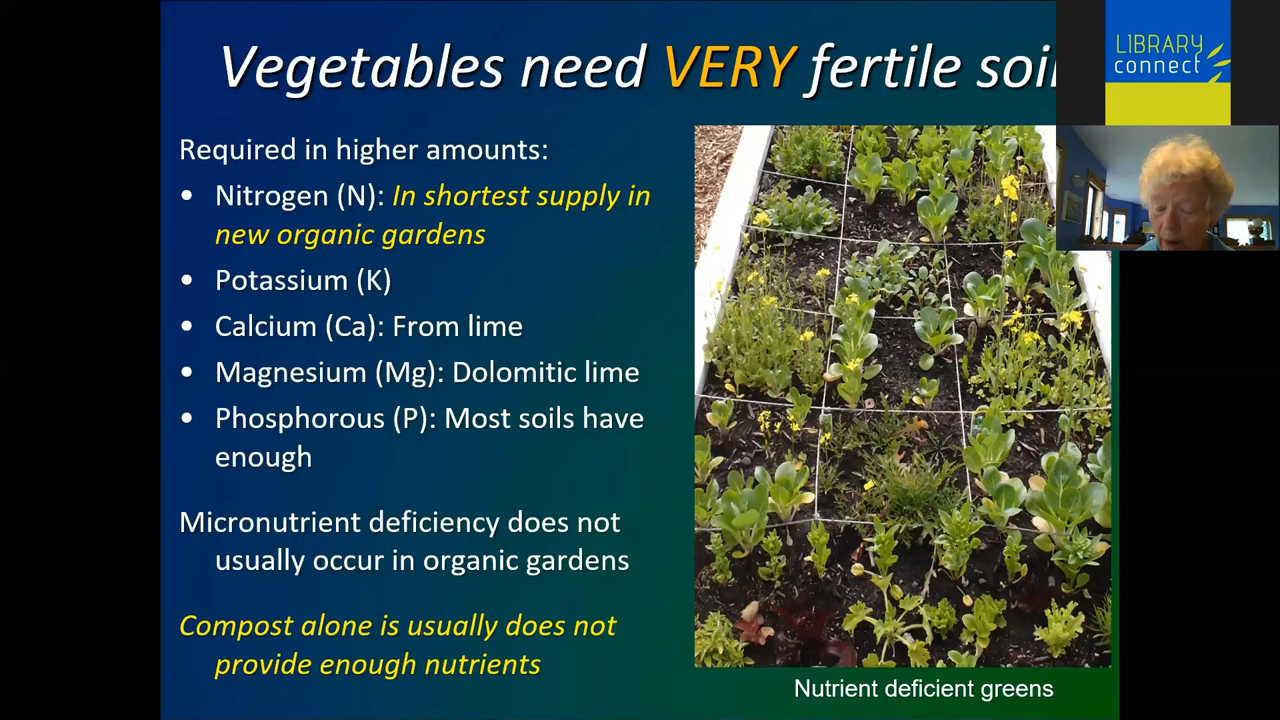 Vegetables need VERY fertile soil
LIBRARY
connect
Required in higher amounts:
• Nitrogen (N): In shortest supply in
new organic gardens
• Potassium (K)
• Calcium (Ca): From lime
• Magnesium (Mg): Dolomitic lime
• Phosphorous (P): Most soils have
enough
Micronutrient deficiency does not
usually occur in organic gardens
Compost alone is usually does not
provide enough nutrients
Nutrient deficient greens